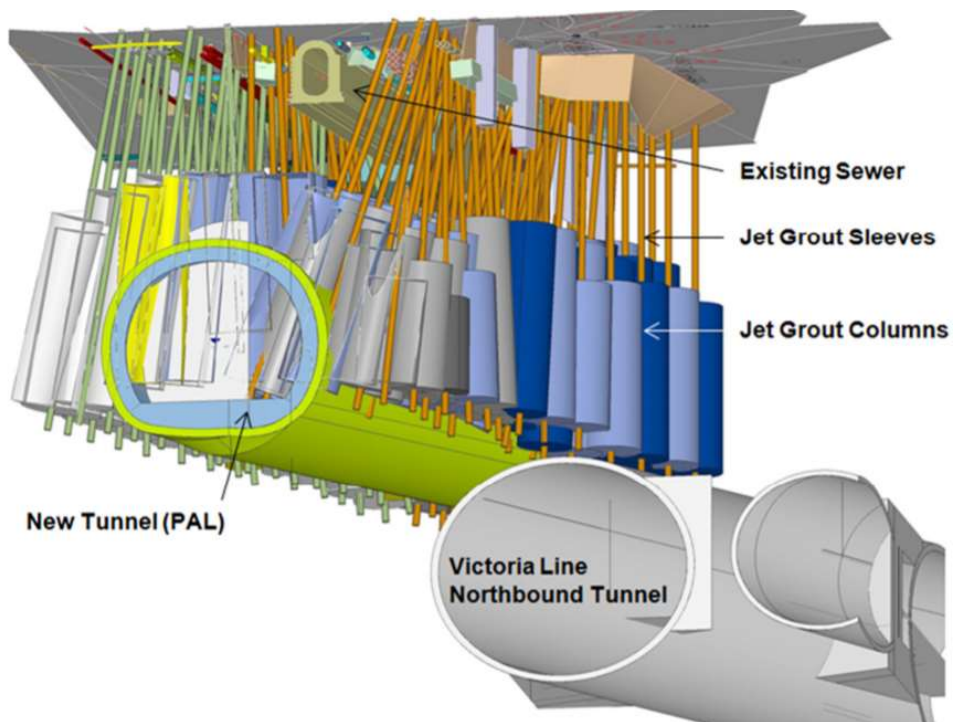 Existing Sewer
Jet Grout Sleeves
Jet Grout Columns
New Tunnel (PAL)
Victoria Line
Northbound Tunnel